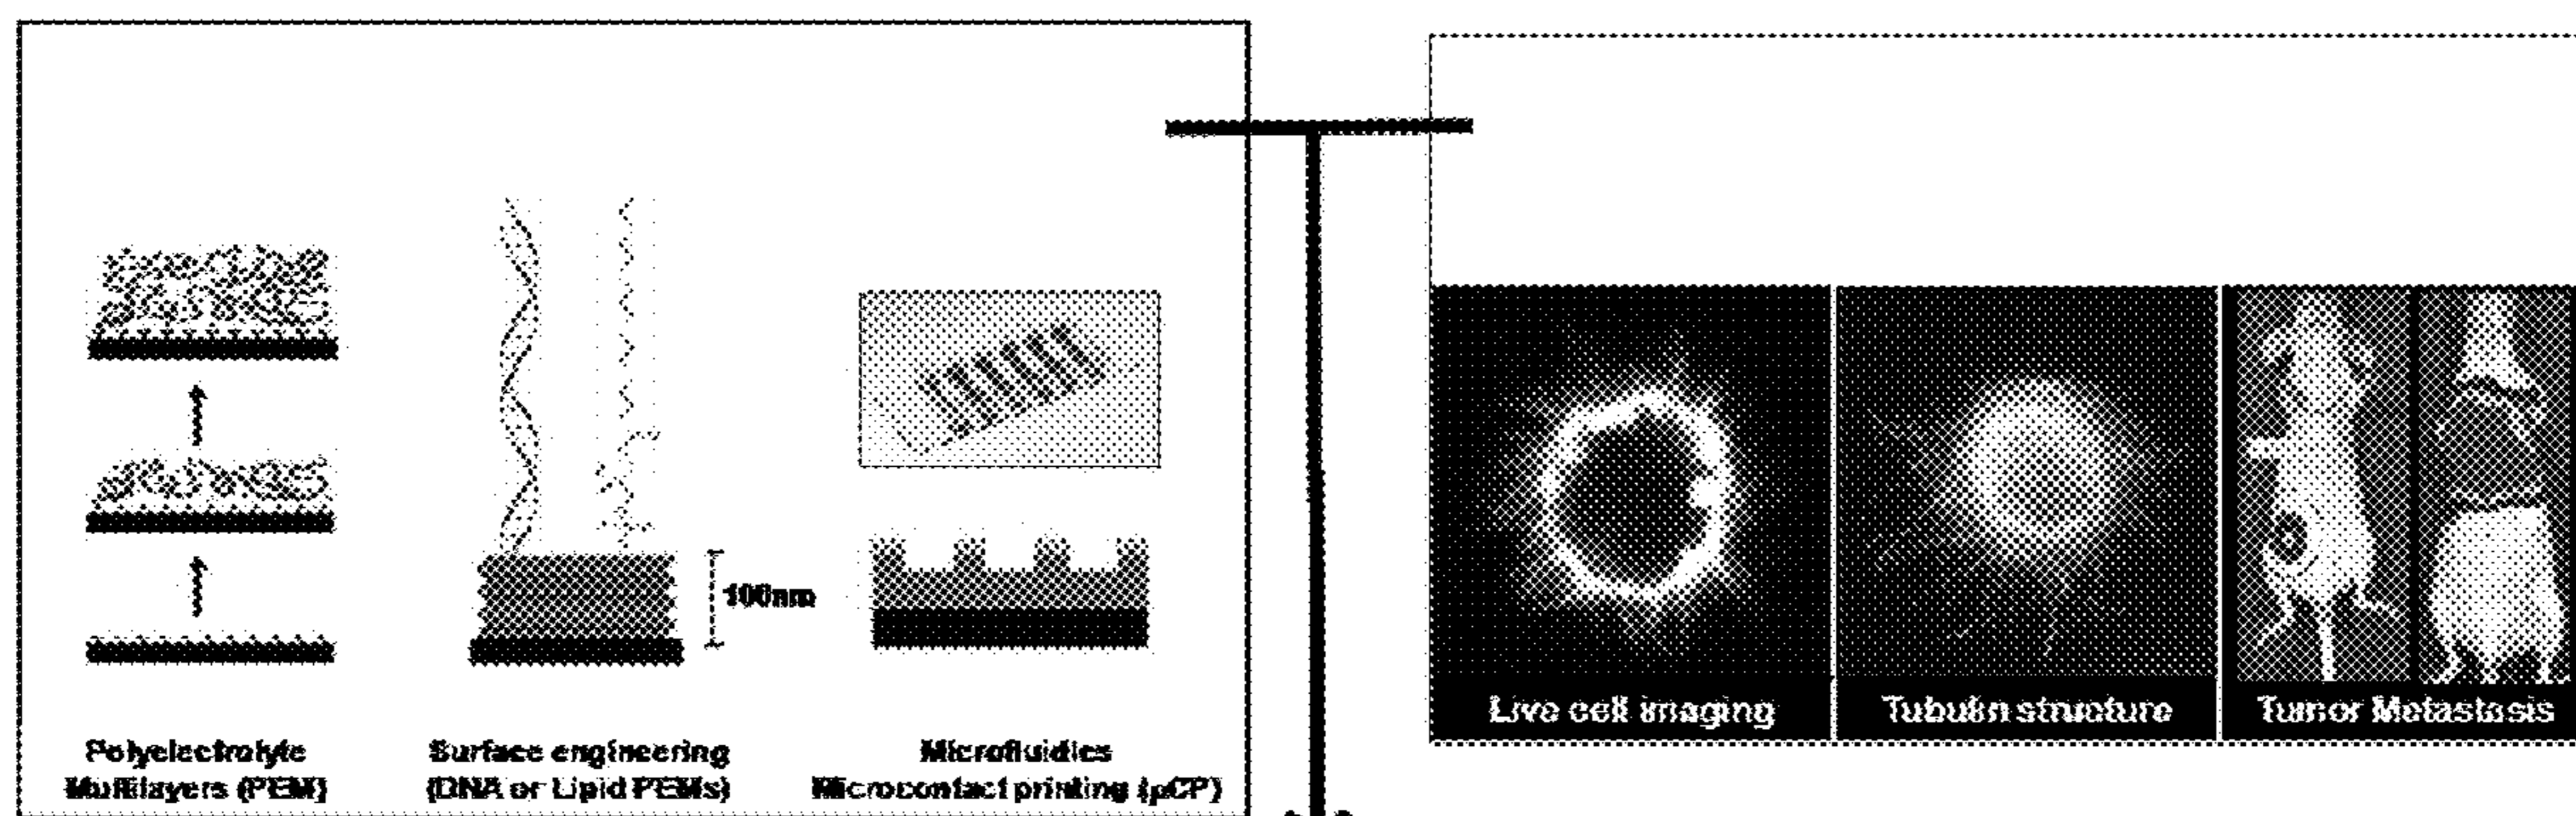 100nm
Polyelectrolyte
Multilayers (PEM)
Surface engineering
(DNA or Lipid PEMs)
Microfluidics
Microcontact printing (μCP)
Live cell imaging
Tubulin structure
Tumor Metastasis